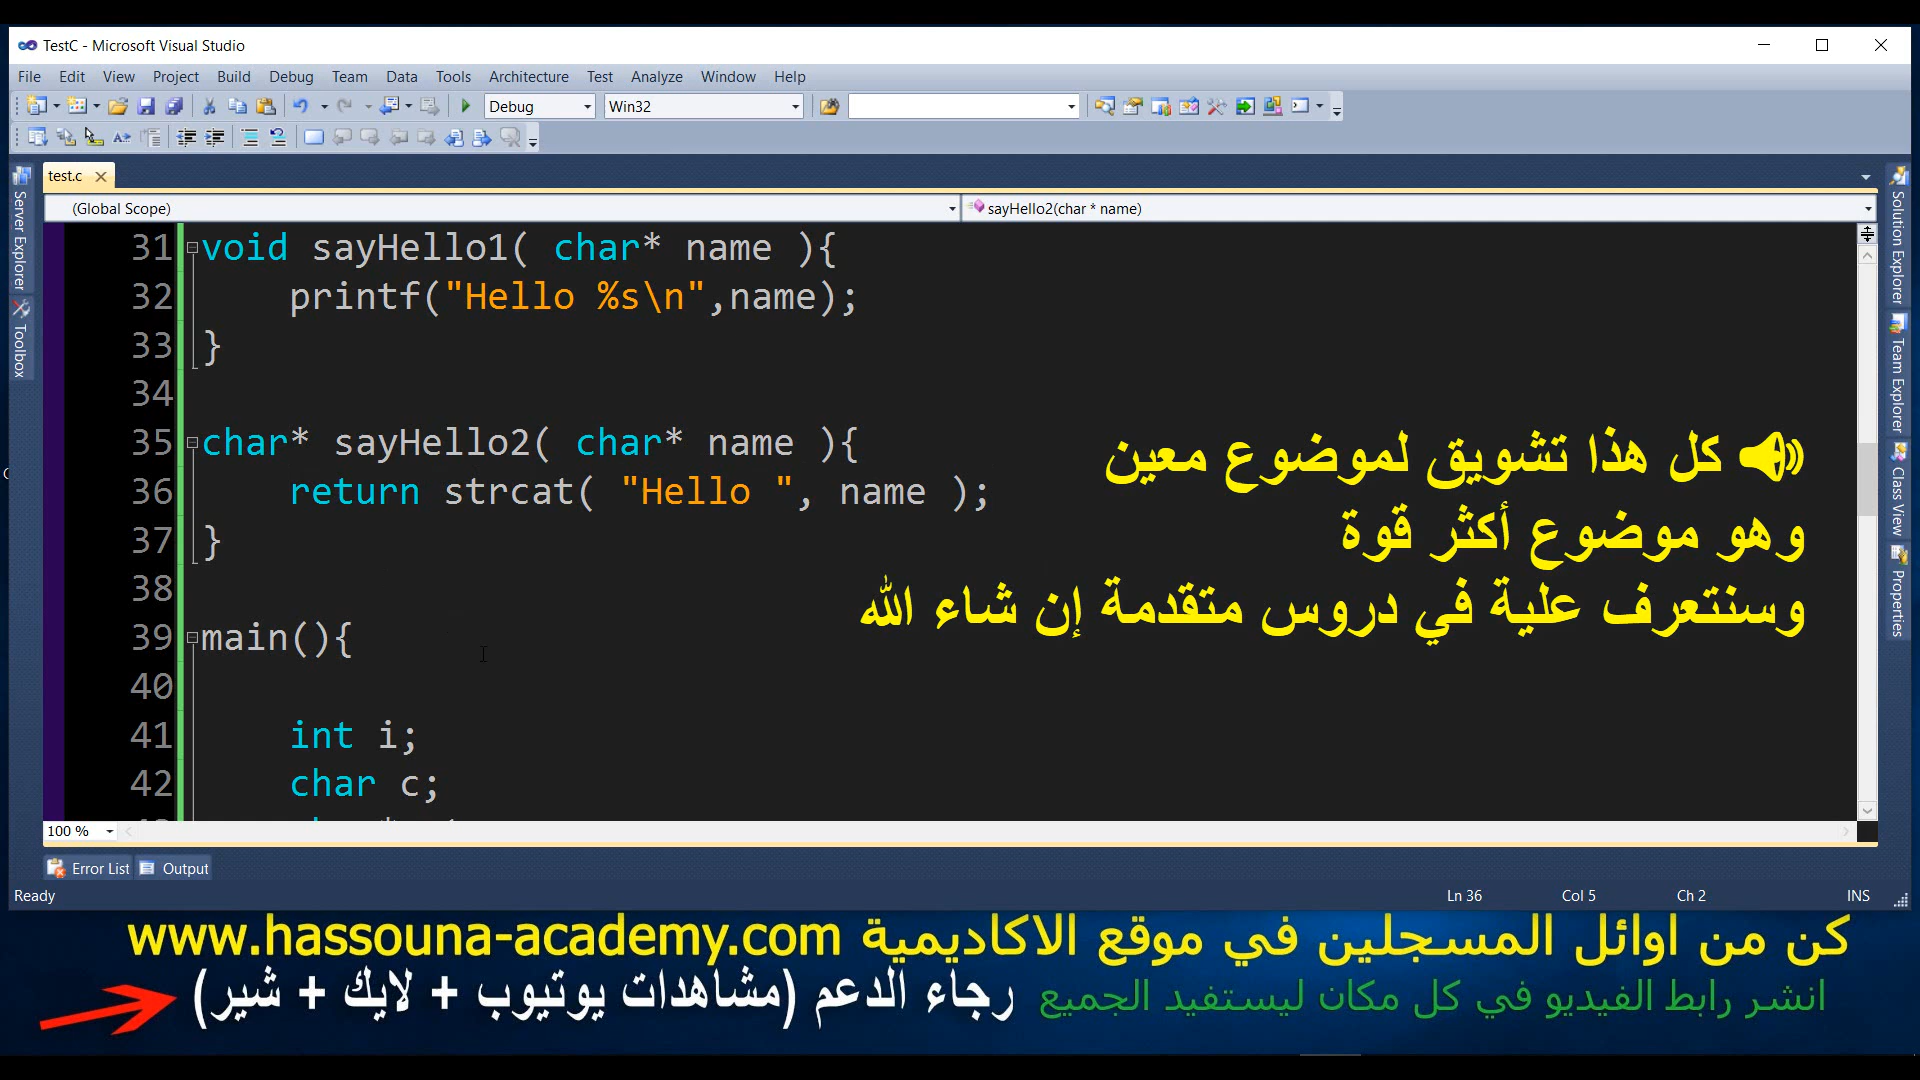 TestC - Microsoft Visual Studio
File Edit View Project Build Debug Team Data Tools Architecture Test Analyze Window Help
Debug Win32
test.c
(Global Scope) sayHello2(char * name)
Server Explorer
Toolbox
31 void sayHello1( char* name ){
32 printf("Hello %s\n",name);
33 }
34
35 char* sayHello2( char* name ){
36 return strcat( "Hello ", name );
37 }
38
39 main(){
40
41 int i;
42 char c;
كل هذا تشويق لموضوع معين
وهو موضوع أكثر قوة
وسنتعرف علية في دروس متقدمة إن شاء الله
Solution Explorer
Team Explorer
Class View
Properties
100 %
Error List Output
Ready Ln 36 Col 5 Ch 2 INS
كن من اوائل المسجلين في موقع الاكاديمية www.hassouna-academy.com
انشر رابط الفيديو في كل مكان ليستفيد الجميع رجاء الدعم (مشاهدات يوتيوب + لايك + شير)